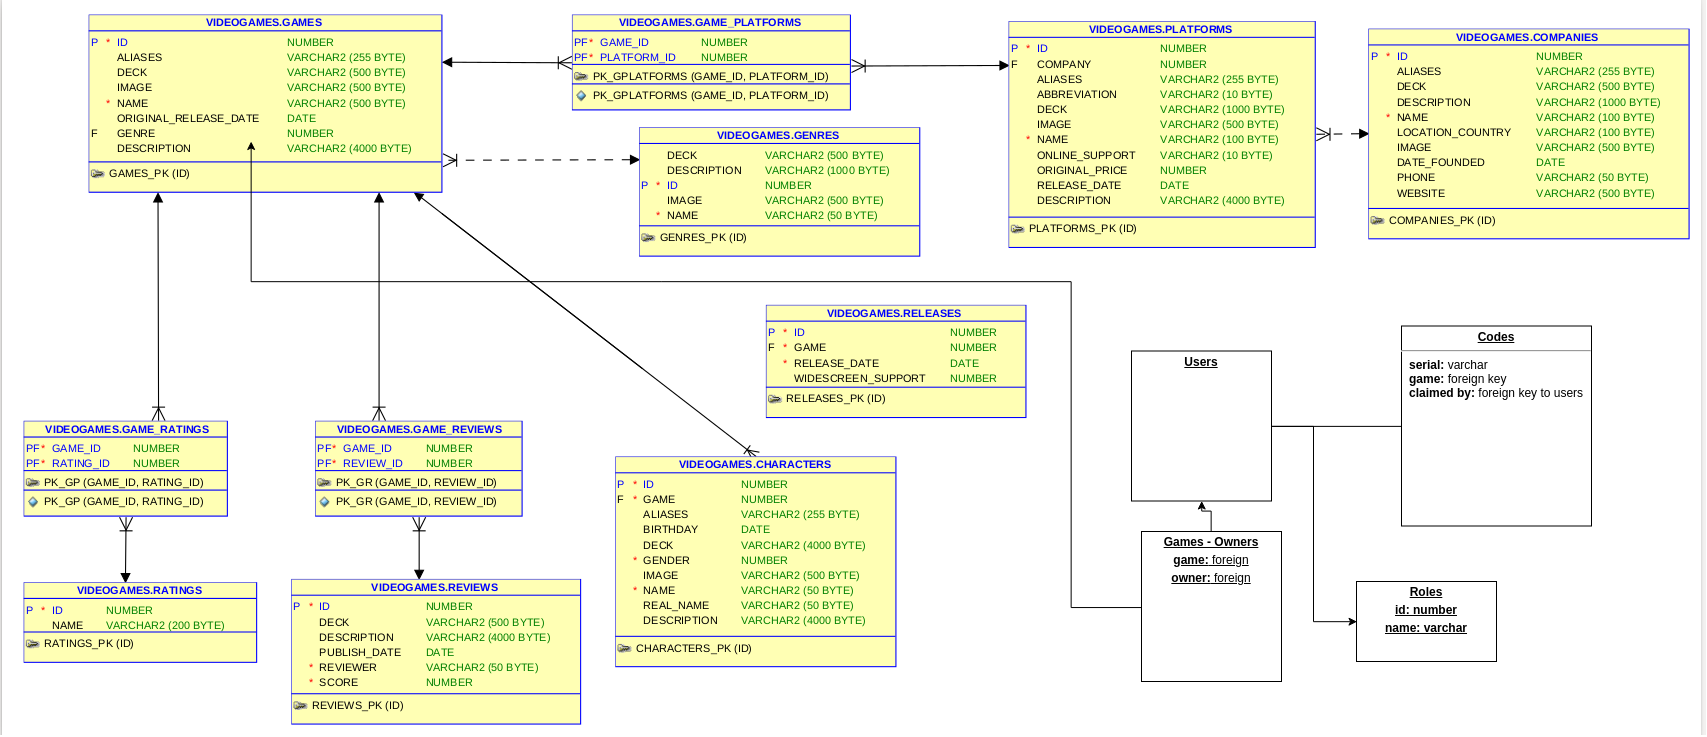 VIDEOGAMES.GAMES
P * ID NUMBER
ALIASES VARCHAR2 (255 BYTE)
DECK VARCHAR2 (500 BYTE)
IMAGE VARCHAR2 (500 BYTE)
* NAME VARCHAR2 (500 BYTE)
ORIGINAL_RELEASE_DATE DATE
F GENRE NUMBER
DESCRIPTION VARCHAR2 (4000 BYTE)
GAMES_PK (ID)
VIDEOGAMES.GAME_PLATFORMS
PF* GAME_ID NUMBER
PF* PLATFORM_ID NUMBER
PK_GPLATFORMS (GAME_ID, PLATFORM_ID)
PK_GPLATFORMS (GAME_ID, PLATFORM_ID)
VIDEOGAMES.PLATFORMS
P * ID NUMBER
F COMPANY NUMBER
ALIASES VARCHAR2 (255 BYTE)
ABBREVIATION VARCHAR2 (10 BYTE)
DECK VARCHAR2 (1000 BYTE)
IMAGE VARCHAR2 (500 BYTE)
* NAME VARCHAR2 (100 BYTE)
ONLINE_SUPPORT VARCHAR2 (10 BYTE)
ORIGINAL_PRICE NUMBER
RELEASE_DATE DATE
DESCRIPTION VARCHAR2 (4000 BYTE)
PLATFORMS_PK (ID)
VIDEOGAMES.COMPANIES
P * ID NUMBER
ALIASES VARCHAR2 (255 BYTE)
DECK VARCHAR2 (500 BYTE)
DESCRIPTION VARCHAR2 (1000 BYTE)
* NAME VARCHAR2 (100 BYTE)
LOCATION_COUNTRY VARCHAR2 (100 BYTE)
IMAGE VARCHAR2 (500 BYTE)
DATE_FOUNDED DATE
PHONE VARCHAR2 (50 BYTE)
WEBSITE VARCHAR2 (500 BYTE)
COMPANIES_PK (ID)
VIDEOGAMES.GENRES
DECK VARCHAR2 (500 BYTE)
DESCRIPTION VARCHAR2 (1000 BYTE)
P * ID NUMBER
IMAGE VARCHAR2 (500 BYTE)
* NAME VARCHAR2 (50 BYTE)
GENRES_PK (ID)
VIDEOGAMES.RELEASES
P * ID NUMBER
F * GAME NUMBER
* RELEASE_DATE DATE
WIDESCREEN_SUPPORT NUMBER
RELEASES_PK (ID)
Users
Codes
serial: varchar
game: foreign key
claimed by: foreign key to users
VIDEOGAMES.GAME_RATINGS
PF* GAME_ID NUMBER
PF* RATING_ID NUMBER
PK_GP (GAME_ID, RATING_ID)
PK_GP (GAME_ID, RATING_ID)
VIDEOGAMES.GAME_REVIEWS
PF* GAME_ID NUMBER
PF* REVIEW_ID NUMBER
PK_GR (GAME_ID, REVIEW_ID)
PK_GR (GAME_ID, REVIEW_ID)
VIDEOGAMES.CHARACTERS
P * ID NUMBER
F * GAME NUMBER
ALIASES VARCHAR2 (255 BYTE)
BIRTHDAY DATE
DECK VARCHAR2 (4000 BYTE)
* GENDER NUMBER
IMAGE VARCHAR2 (500 BYTE)
* NAME VARCHAR2 (50 BYTE)
REAL_NAME VARCHAR2 (50 BYTE)
DESCRIPTION VARCHAR2 (4000 BYTE)
CHARACTERS_PK (ID)
Games - Owners
game: foreign
owner: foreign
VIDEOGAMES.RATINGS
P * ID NUMBER
NAME VARCHAR2 (200 BYTE)
RATINGS_PK (ID)
VIDEOGAMES.REVIEWS
P * ID NUMBER
DECK VARCHAR2 (500 BYTE)
DESCRIPTION VARCHAR2 (4000 BYTE)
PUBLISH_DATE DATE
* REVIEWER VARCHAR2 (50 BYTE)
* SCORE NUMBER
REVIEWS_PK (ID)
Roles
id: number
name: varchar